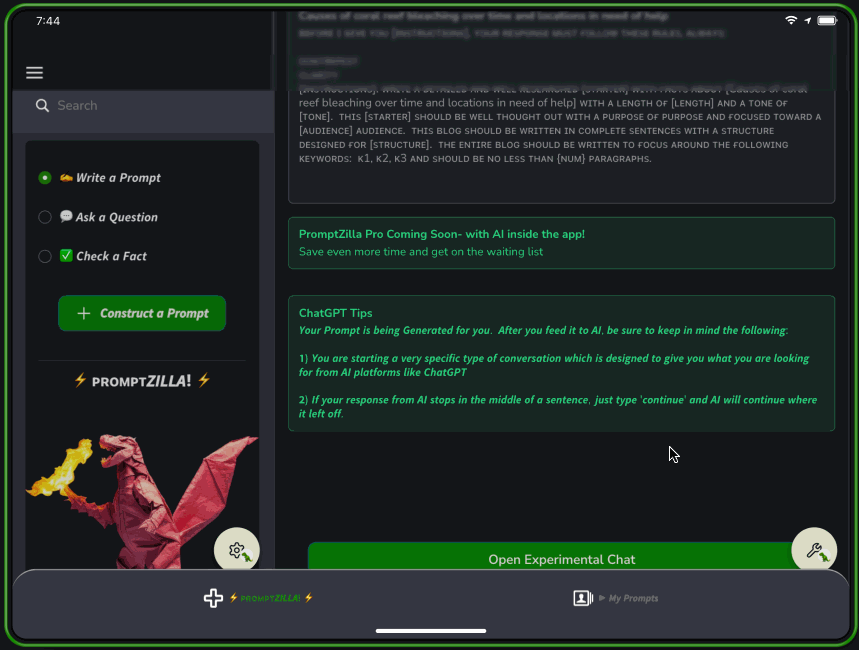 7:44
Search
Write a Prompt
Ask a Question
Check a Fact
Construct a Prompt
PROMPTZILLA!
Causes of coral reef bleaching over time and locations in need of help
BEFORE I GIVE YOU [INSTRUCTIONS], YOUR RESPONSE MUST FOLLOW THESE RULES, ALWAYS:
[INSTRUCTIONS]: WRITE A DETAILED AND WELL RESEARCHED [STARTER] WITH FACTS ABOUT [Causes of coral
reef bleaching over time and locations in need of help] WITH A LENGTH OF [LENGTH] AND A TONE OF
[TONE]. THIS [STARTER] SHOULD BE WELL THOUGHT OUT WITH A PURPOSE OF PURPOSE AND FOCUSED TOWARD A
[AUDIENCE] AUDIENCE. THIS BLOG SHOULD BE WRITTEN IN COMPLETE SENTENCES WITH A STRUCTURE
DESIGNED FOR [STRUCTURE]. THE ENTIRE BLOG SHOULD BE WRITTEN TO FOCUS AROUND THE FOLLOWING
KEYWORDS: K1, K2, K3 AND SHOULD BE NO LESS THAN {NUM} PARAGRAPHS.
PromptZilla Pro Coming Soon- with AI inside the app!
Save even more time and get on the waiting list
ChatGPT Tips
Your Prompt is being Generated for you. After you feed it to AI, be sure to keep in mind the following:
1) You are starting a very specific type of conversation which is designed to give you what you are looking
for from AI platforms like ChatGPT
2) If your response from AI stops in the middle of a sentence, just type 'continue' and AI will continue where
it left off.
Open Experimental Chat
PROMPTZILLA!
My Prompts